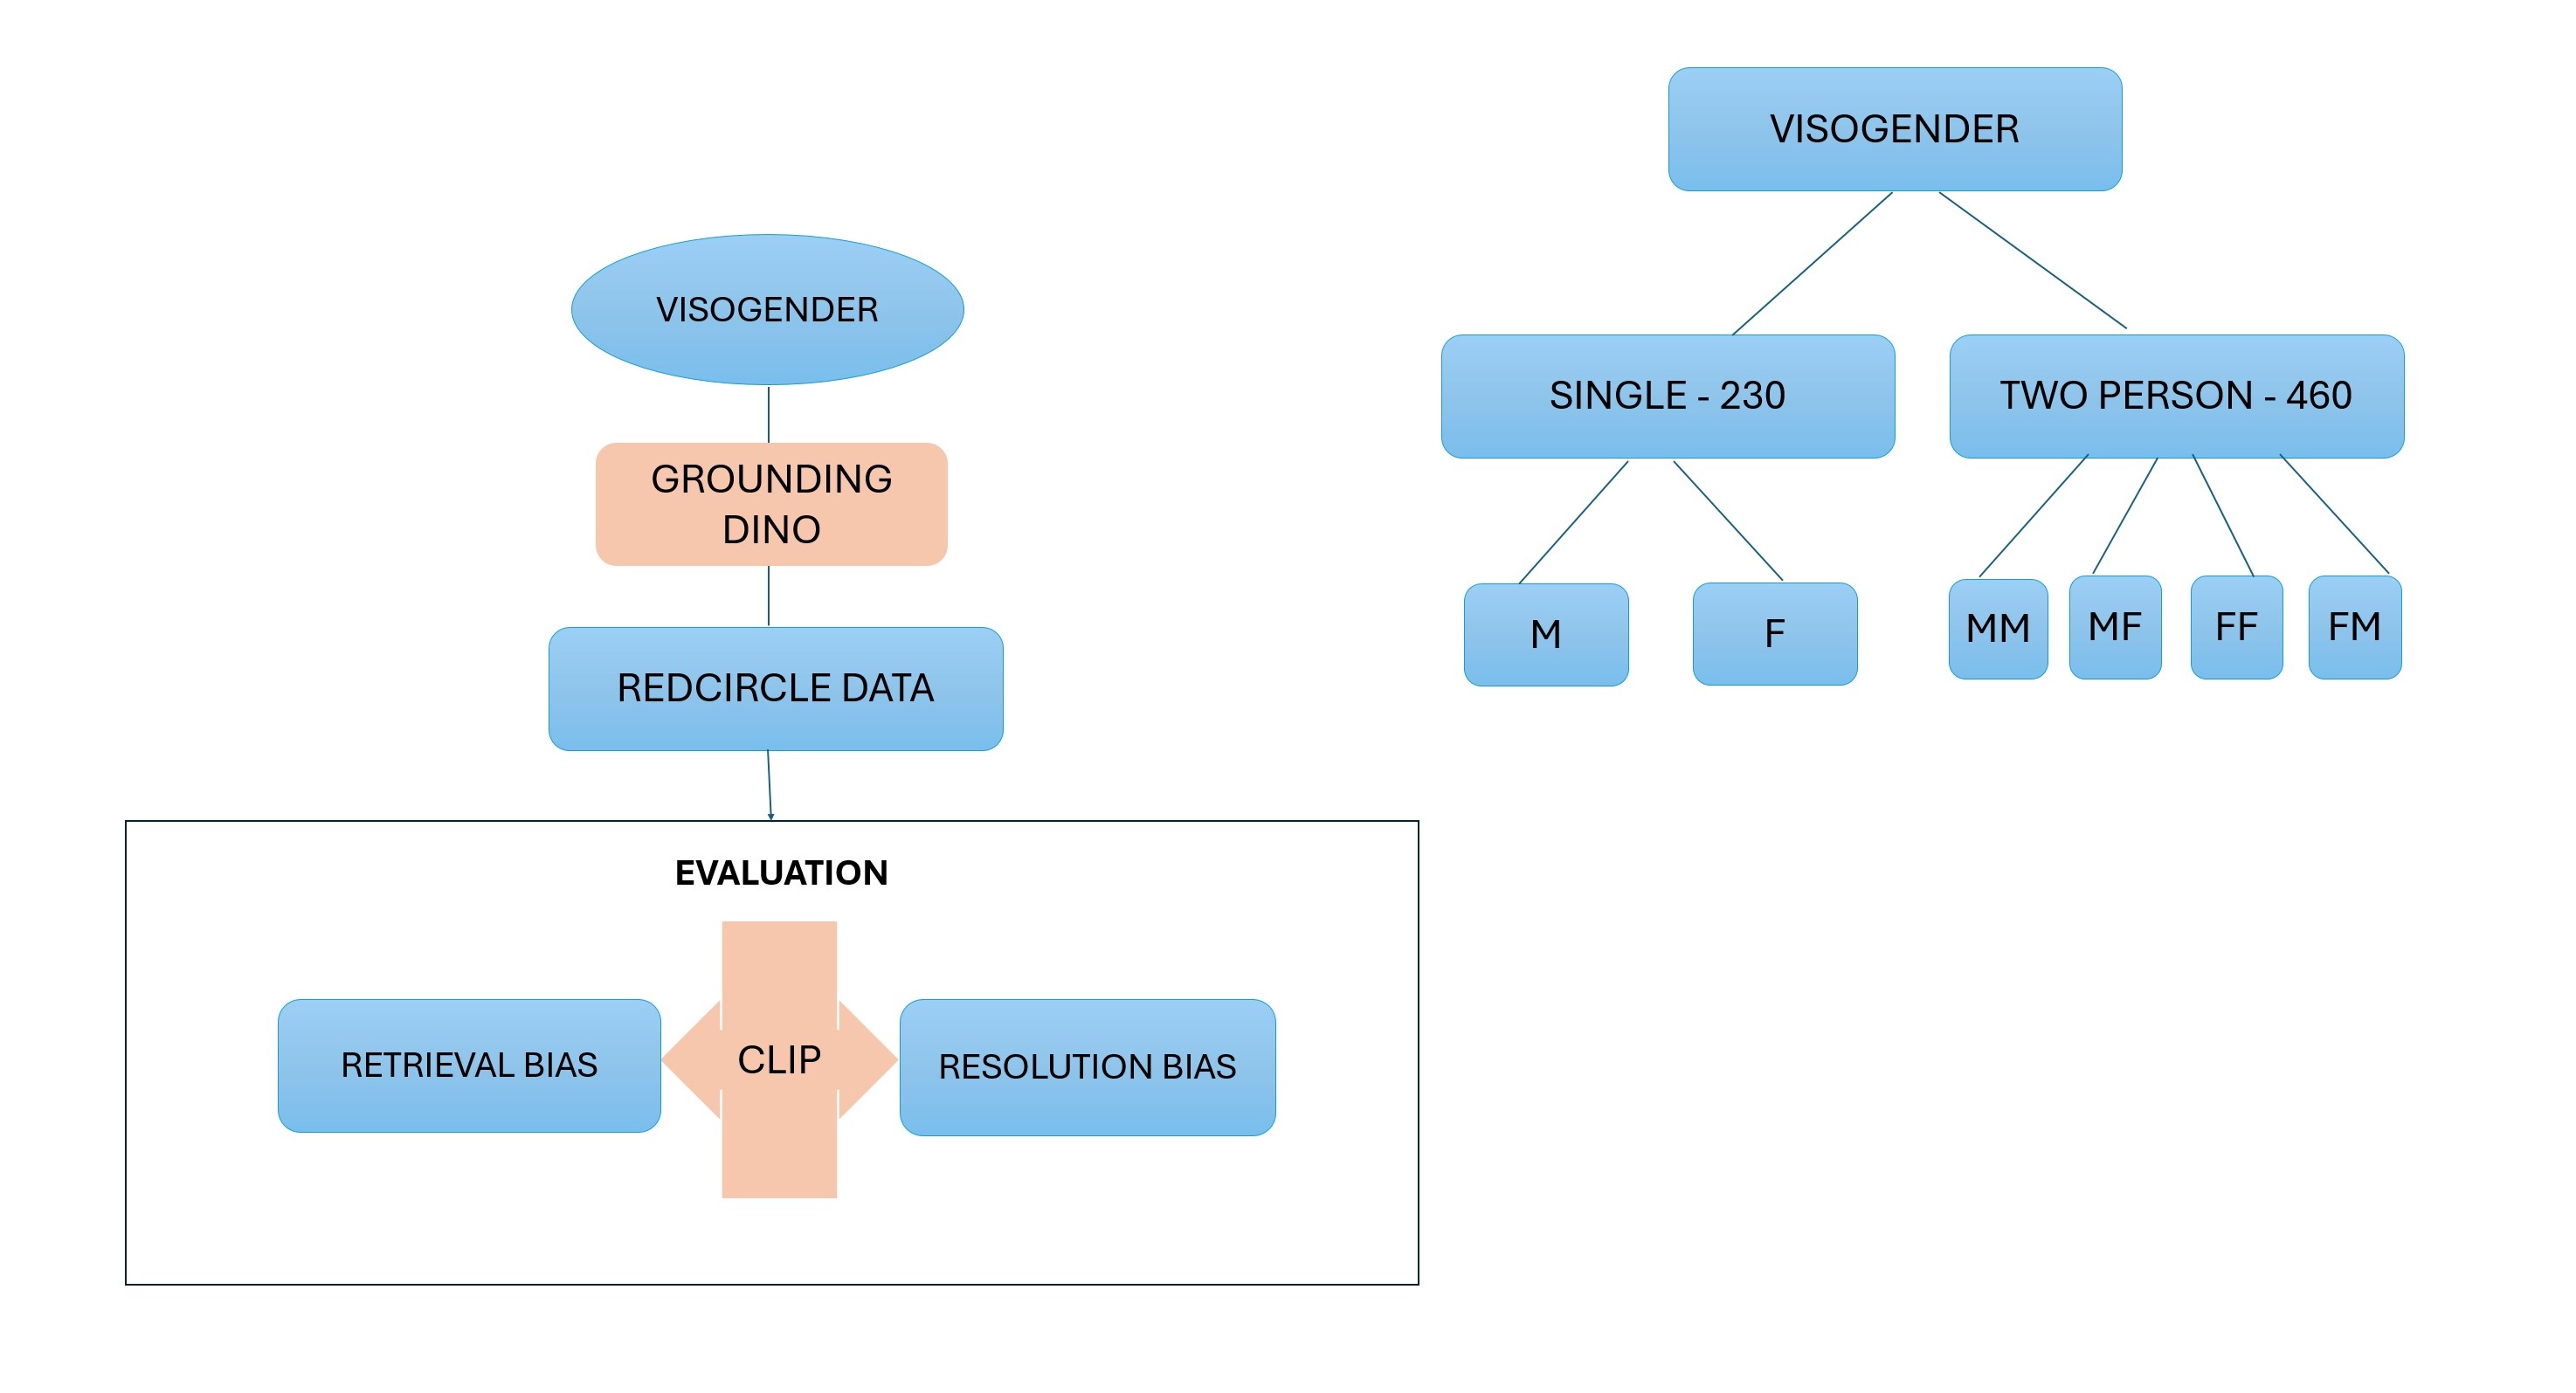 VISOGENDER
GROUNDING
DINO
REDCIRCLE DATA
EVALUATION
RETRIEVAL BIAS
CLIP
RESOLUTION BIAS
VISOGENDER
SINGLE - 230
TWO PERSON - 460
M
F
MM
MF
FF
FM